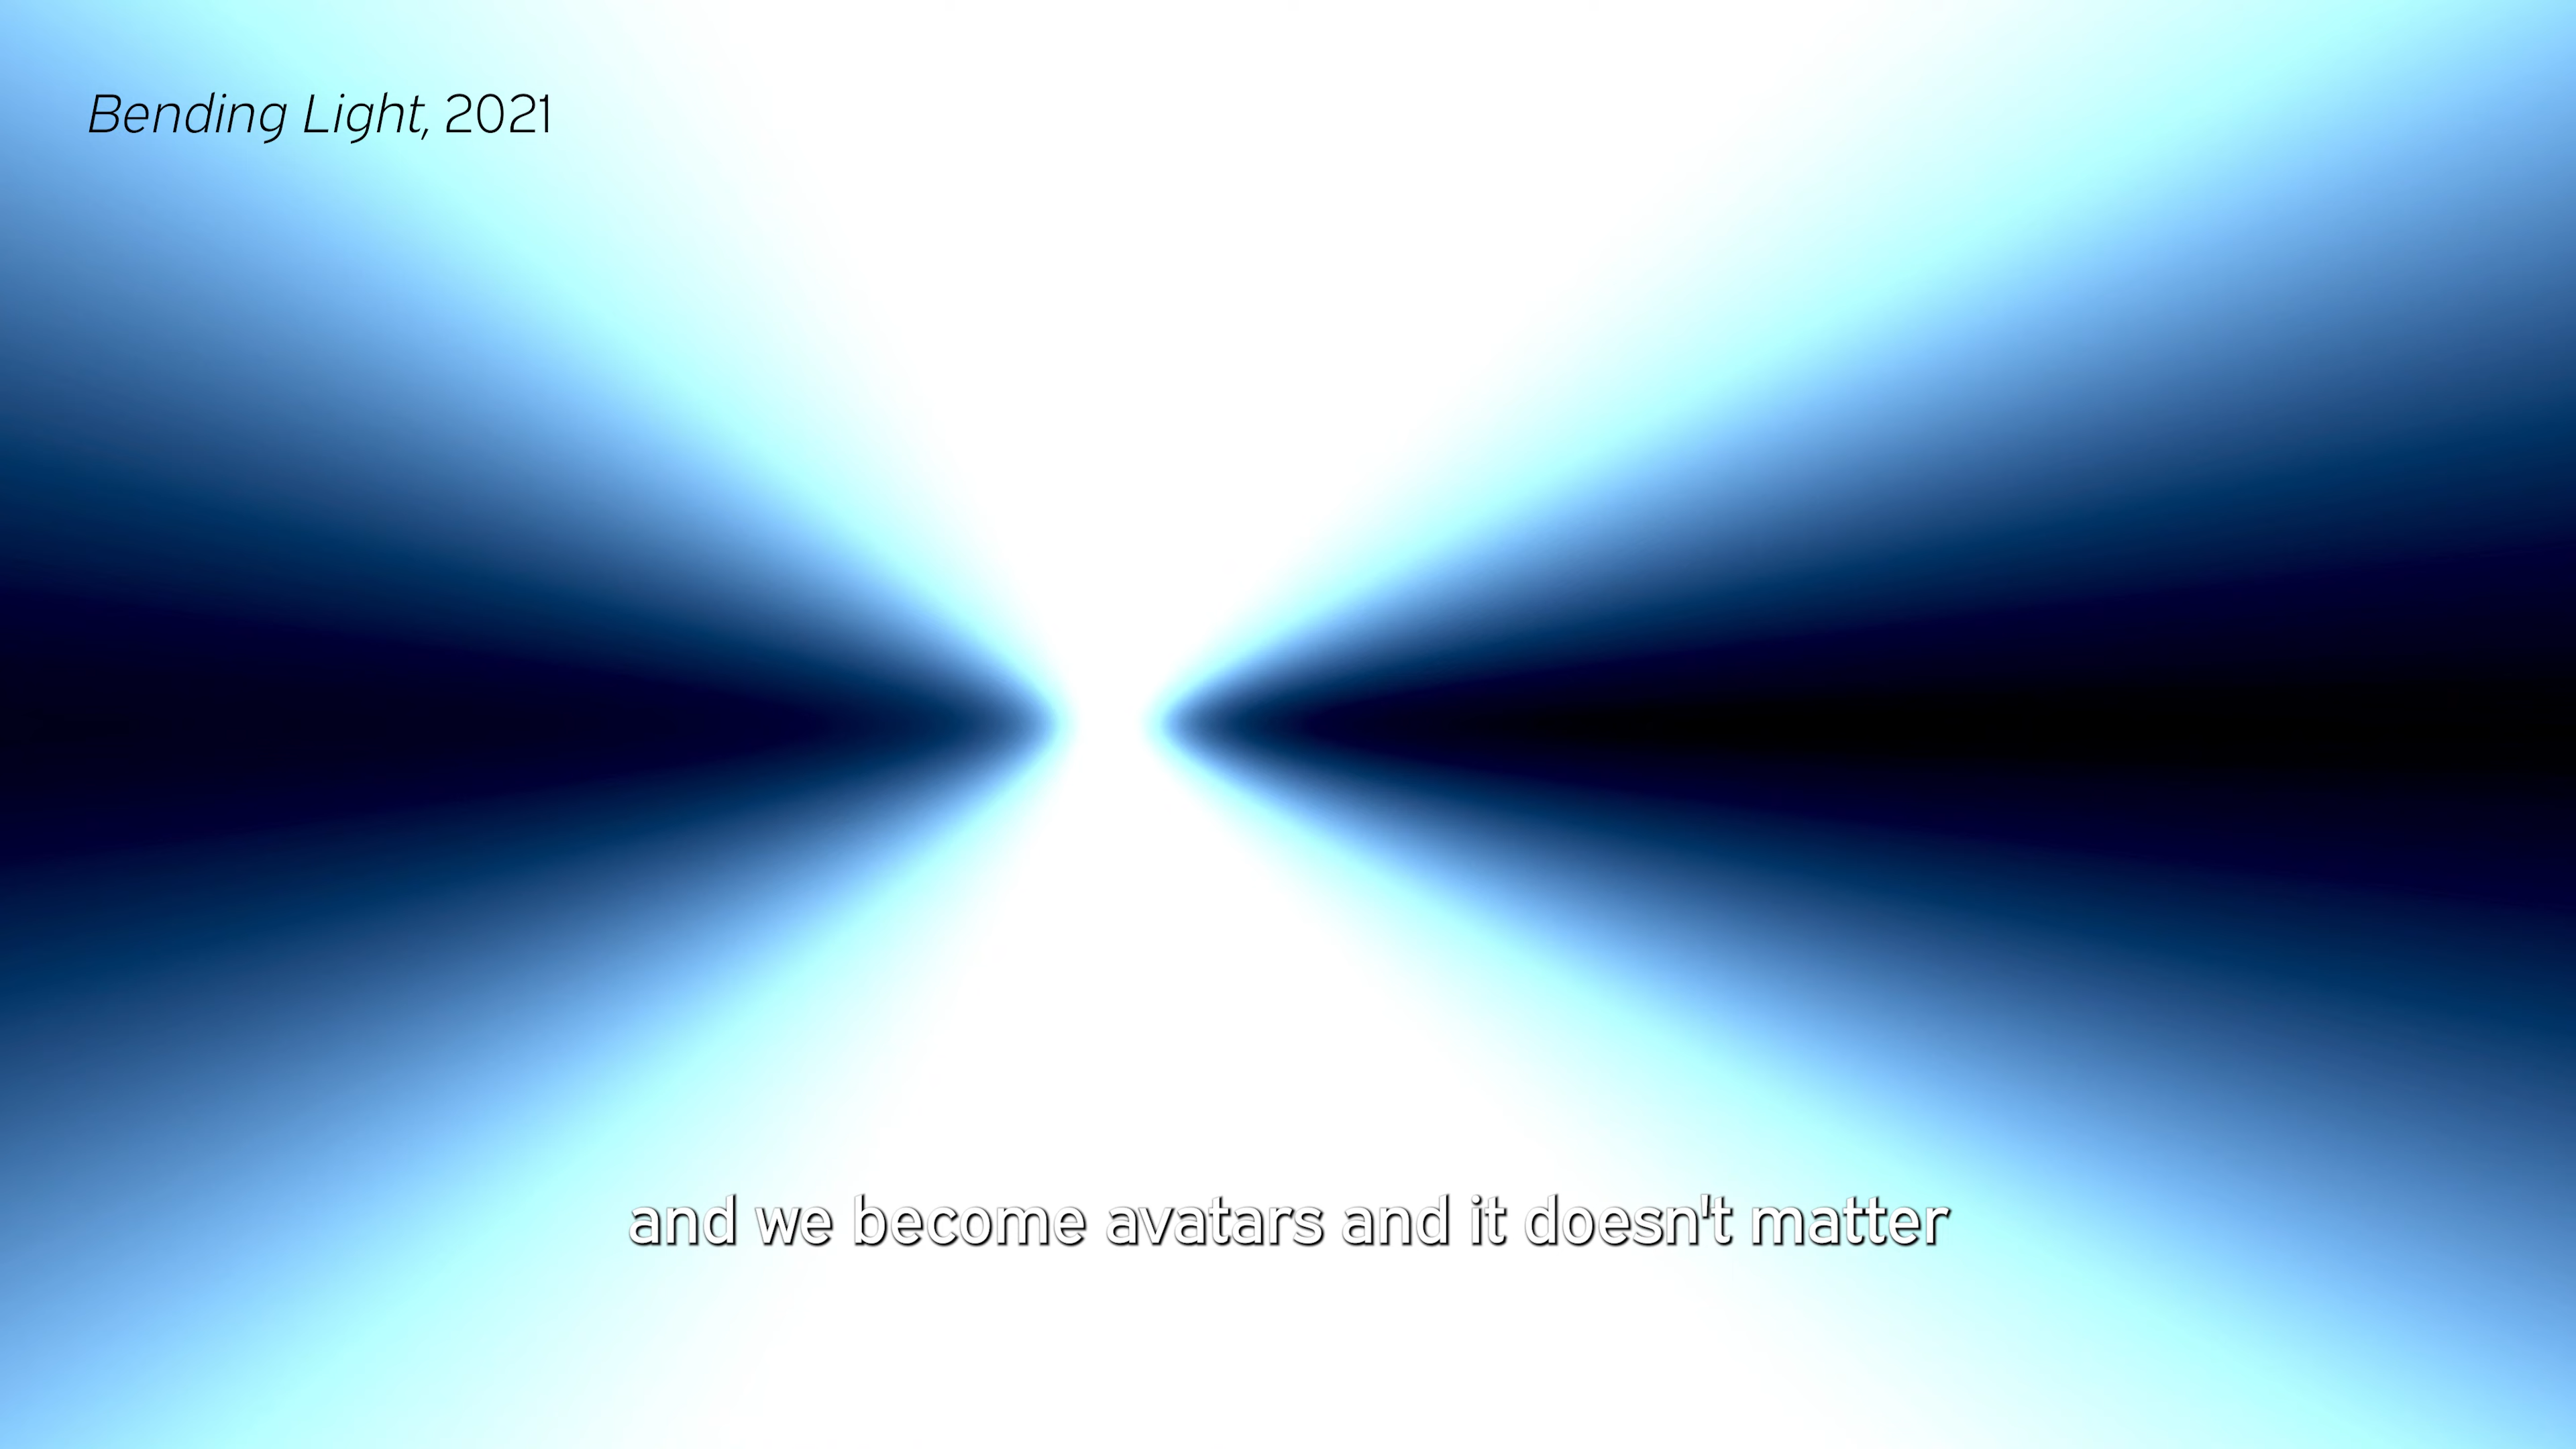 Bending Light, 2021
and we become avatars and it doesn't matter